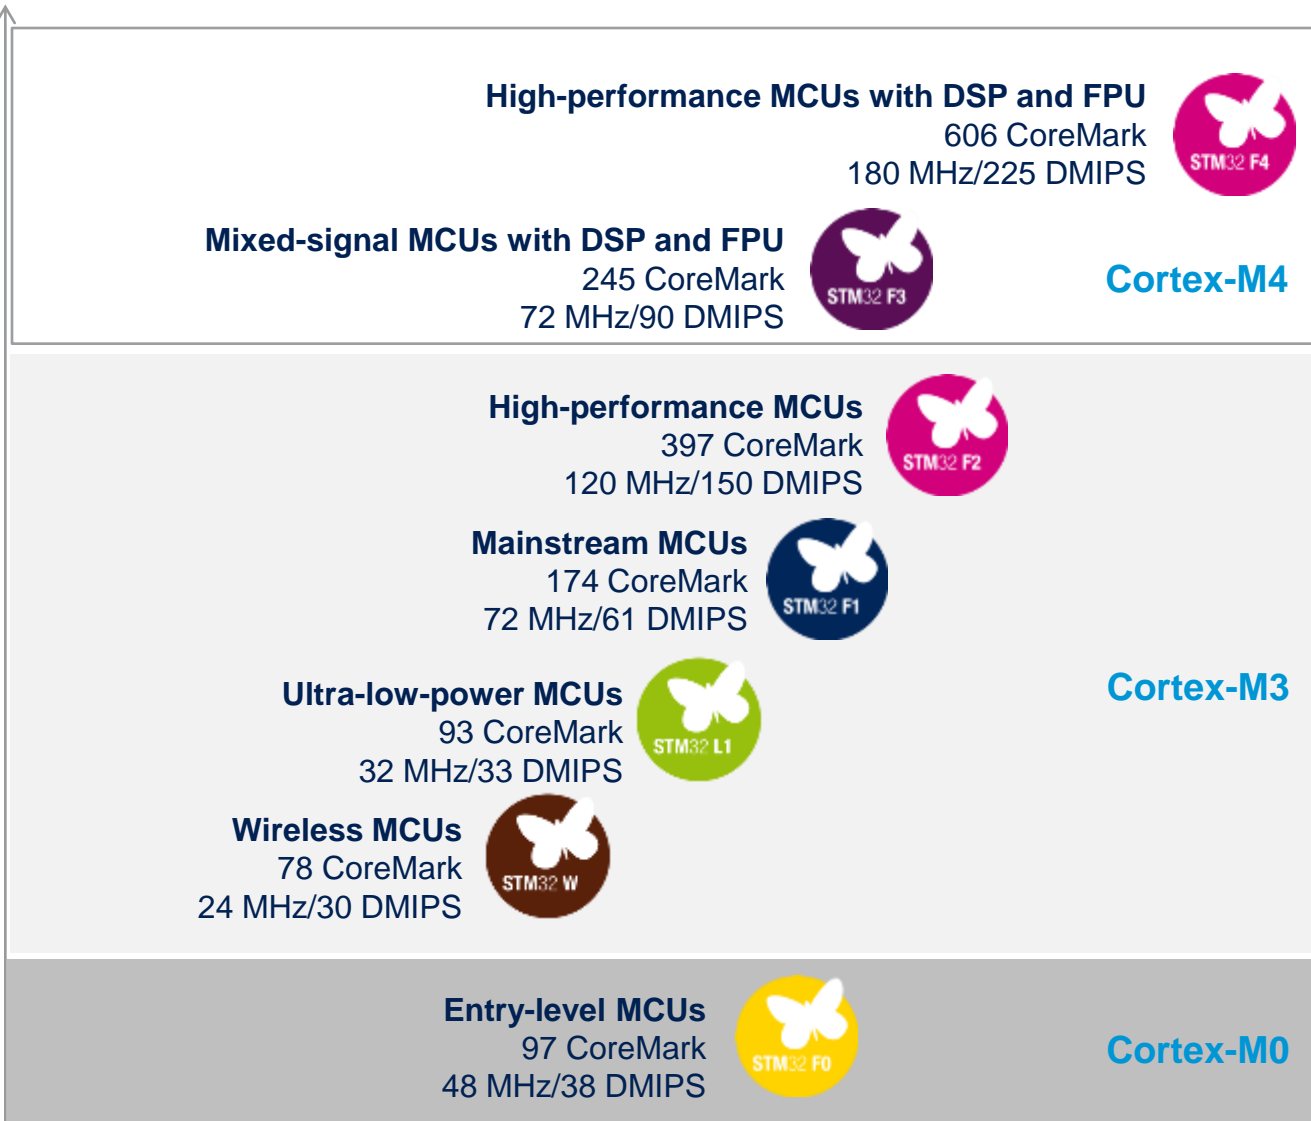 High-performance MCUs with DSP and FPU
606 CoreMark
180 MHz/225 DMIPS
STM32 F4
Mixed-signal MCUs with DSP and FPU
245 CoreMark
72 MHz/90 DMIPS
STM32 F3
Cortex-M4
High-performance MCUs
397 CoreMark
120 MHz/150 DMIPS
STM32 F2
Mainstream MCUs
174 CoreMark
72 MHz/61 DMIPS
STM32 F1
Ultra-low-power MCUs
93 CoreMark
32 MHz/33 DMIPS
STM32 L1
Cortex-M3
Wireless MCUs
78 CoreMark
24 MHz/30 DMIPS
STM32 W
Entry-level MCUs
97 CoreMark
48 MHz/38 DMIPS
STM32 F0
Cortex-M0